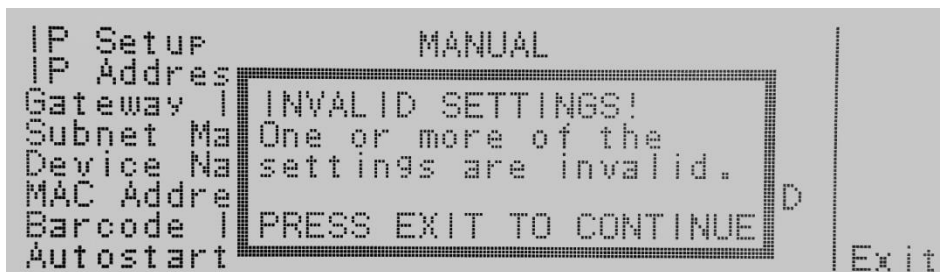 IP Setup MANUAL
IP Addres
Gateway I
Subnet Ma
Device Na
MAC Addre D
Barcode I
Autostart
INVALID SETTINGS!
One or more of the
settings are invalid.
PRESS EXIT TO CONTINUE
Exit